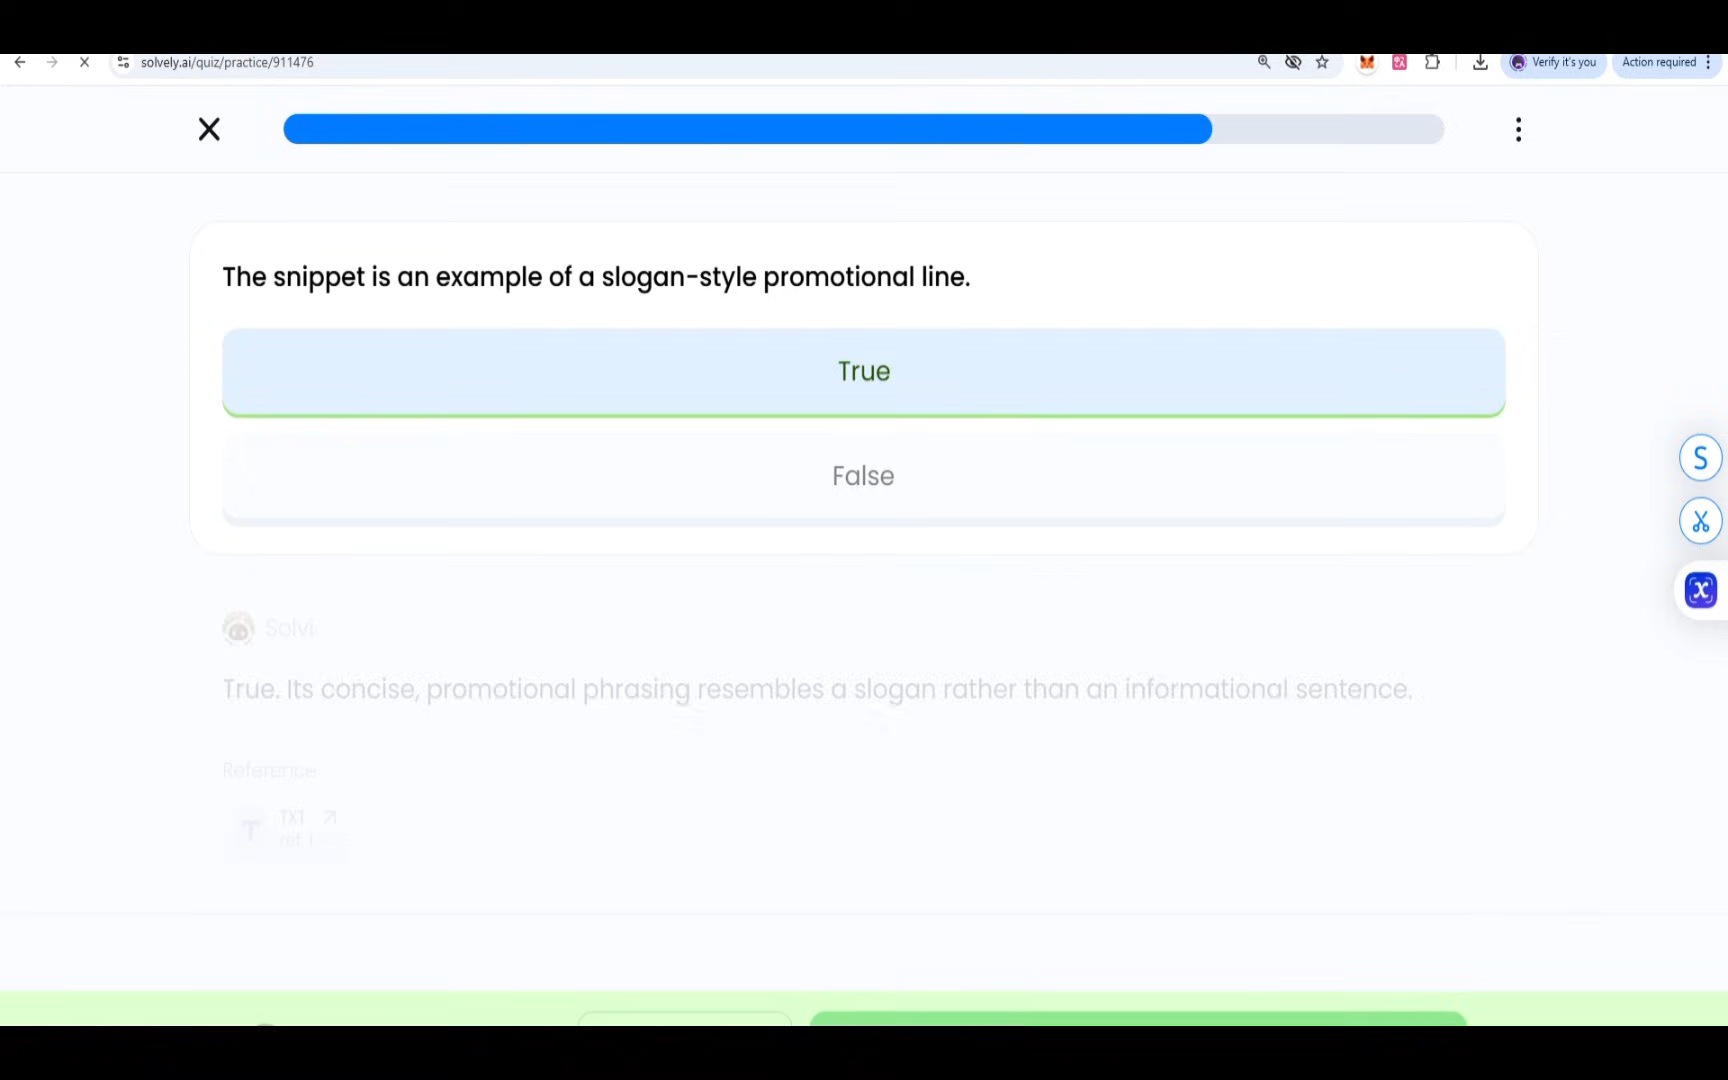 solvely.ai/quiz/practice/911476
Verify it's you
Action required
The snippet is an example of a slogan-style promotional line.
True
False
S
Solvi
True. Its concise, promotional phrasing resembles a slogan rather than an informational sentence.
Reference
T
TXT
ref